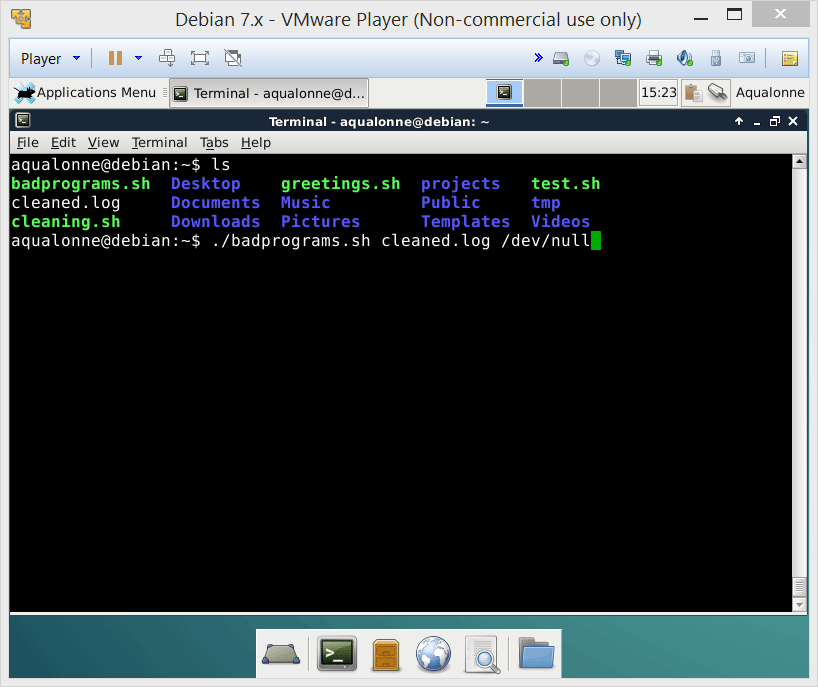 Debian 7.x - VMware Player (Non-commercial use only)
Player
Applications Menu Terminal - aqualonne@d... 15:23 Aqualonne
Terminal - aqualonne@debian: ~
File Edit View Terminal Tabs Help
aqualonne@debian:~$ ls
badprograms.sh Desktop greetings.sh projects test.sh
cleaned.log Documents Music Public tmp
cleaning.sh Downloads Pictures Templates Videos
aqualonne@debian:~$ ./badprograms.sh cleaned.log /dev/null